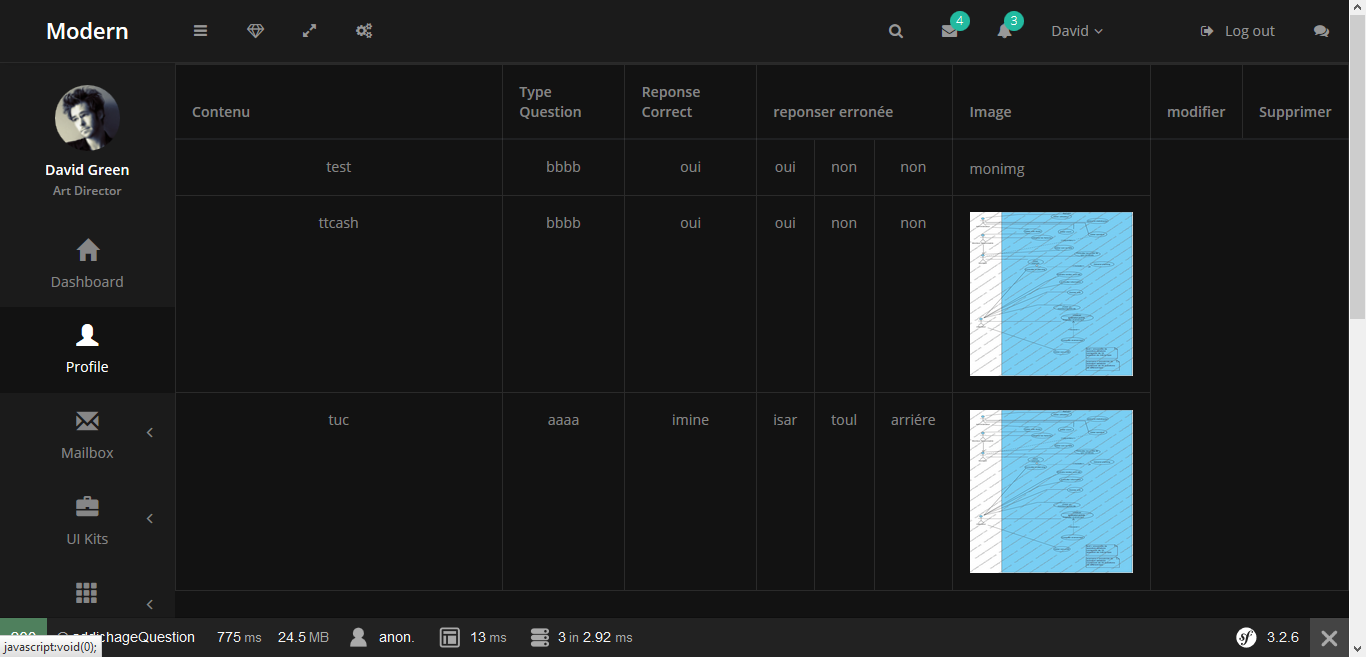 Modern
4
3
David
Log out
David Green
Art Director
Dashboard
Profile
Mailbox
UI Kits
Contenu
Type Question
Reponse Correct
reponser erronée
Image
modifier
Supprimer
test bbbb oui oui non non monimg
ttcash bbbb oui oui non non
tuc aaaa imine isar toul arriére
775 ms 24.5 MB anon. 13 ms 3 in 2.92 ms
sf 3.2.6
javascript:void(0);